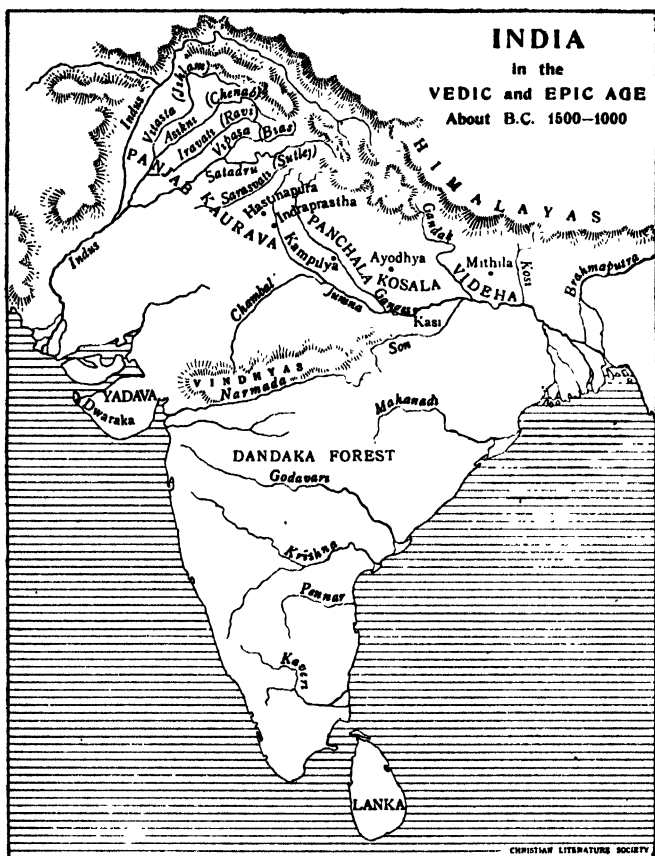 INDIA
in the
VEDIC and EPIC AGE
About B.C. 1500–1000
HIMALAYAS
Indus
Vitasta (Jehlam)
Asikni (Chenab)
Iravati (Ravi)
Vipasa (Bias)
PANJAB
Satadru (Sutlej)
Sarasvati
KAURAVA
Hastinapura
Indraprastha
PANCHALA
Kampilya
Ayodhya
KOSALA
Gandak
Mithila
VIDEHA
Kosi
Brahmaputra
Indus
Chambal
Jumna
Ganges
Kasi
Son
VINDHYAS
Narmada
YADAVA
Dwaraka
Mahanadi
DANDAKA FOREST
Godavari
Krishna
Pennar
Kaveri
LANKA
CHRISTIAN LITERATURE SOCIETY